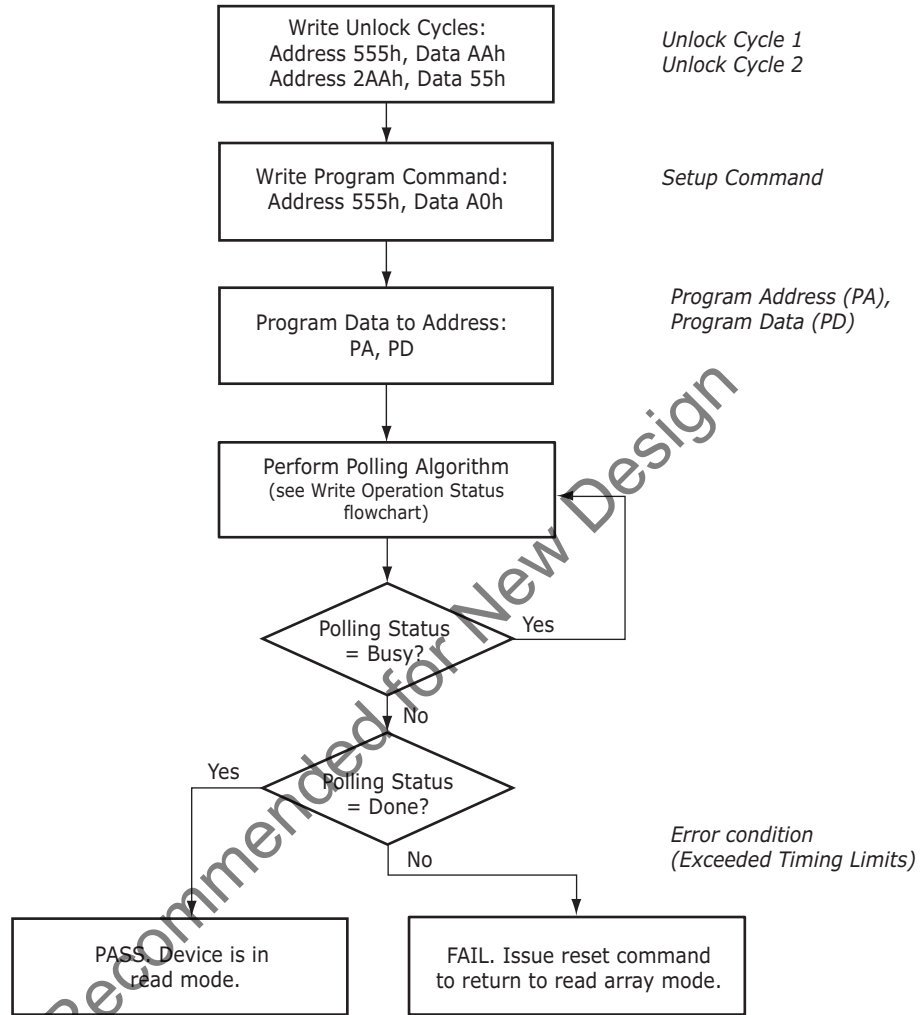 Write Unlock Cycles:
Address 555h, Data AAh
Address 2AAh, Data 55h
Unlock Cycle 1
Unlock Cycle 2
Write Program Command:
Address 555h, Data A0h
Setup Command
Program Data to Address:
PA, PD
Program Address (PA),
Program Data (PD)
Perform Polling Algorithm
(see Write Operation Status
flowchart)
Polling Status
= Busy?
Yes
No
Polling Status
= Done?
Yes
No
Error condition
(Exceeded Timing Limits)
PASS. Device is in
read mode.
FAIL. Issue reset command
to return to read array mode.
Recommended for New Design